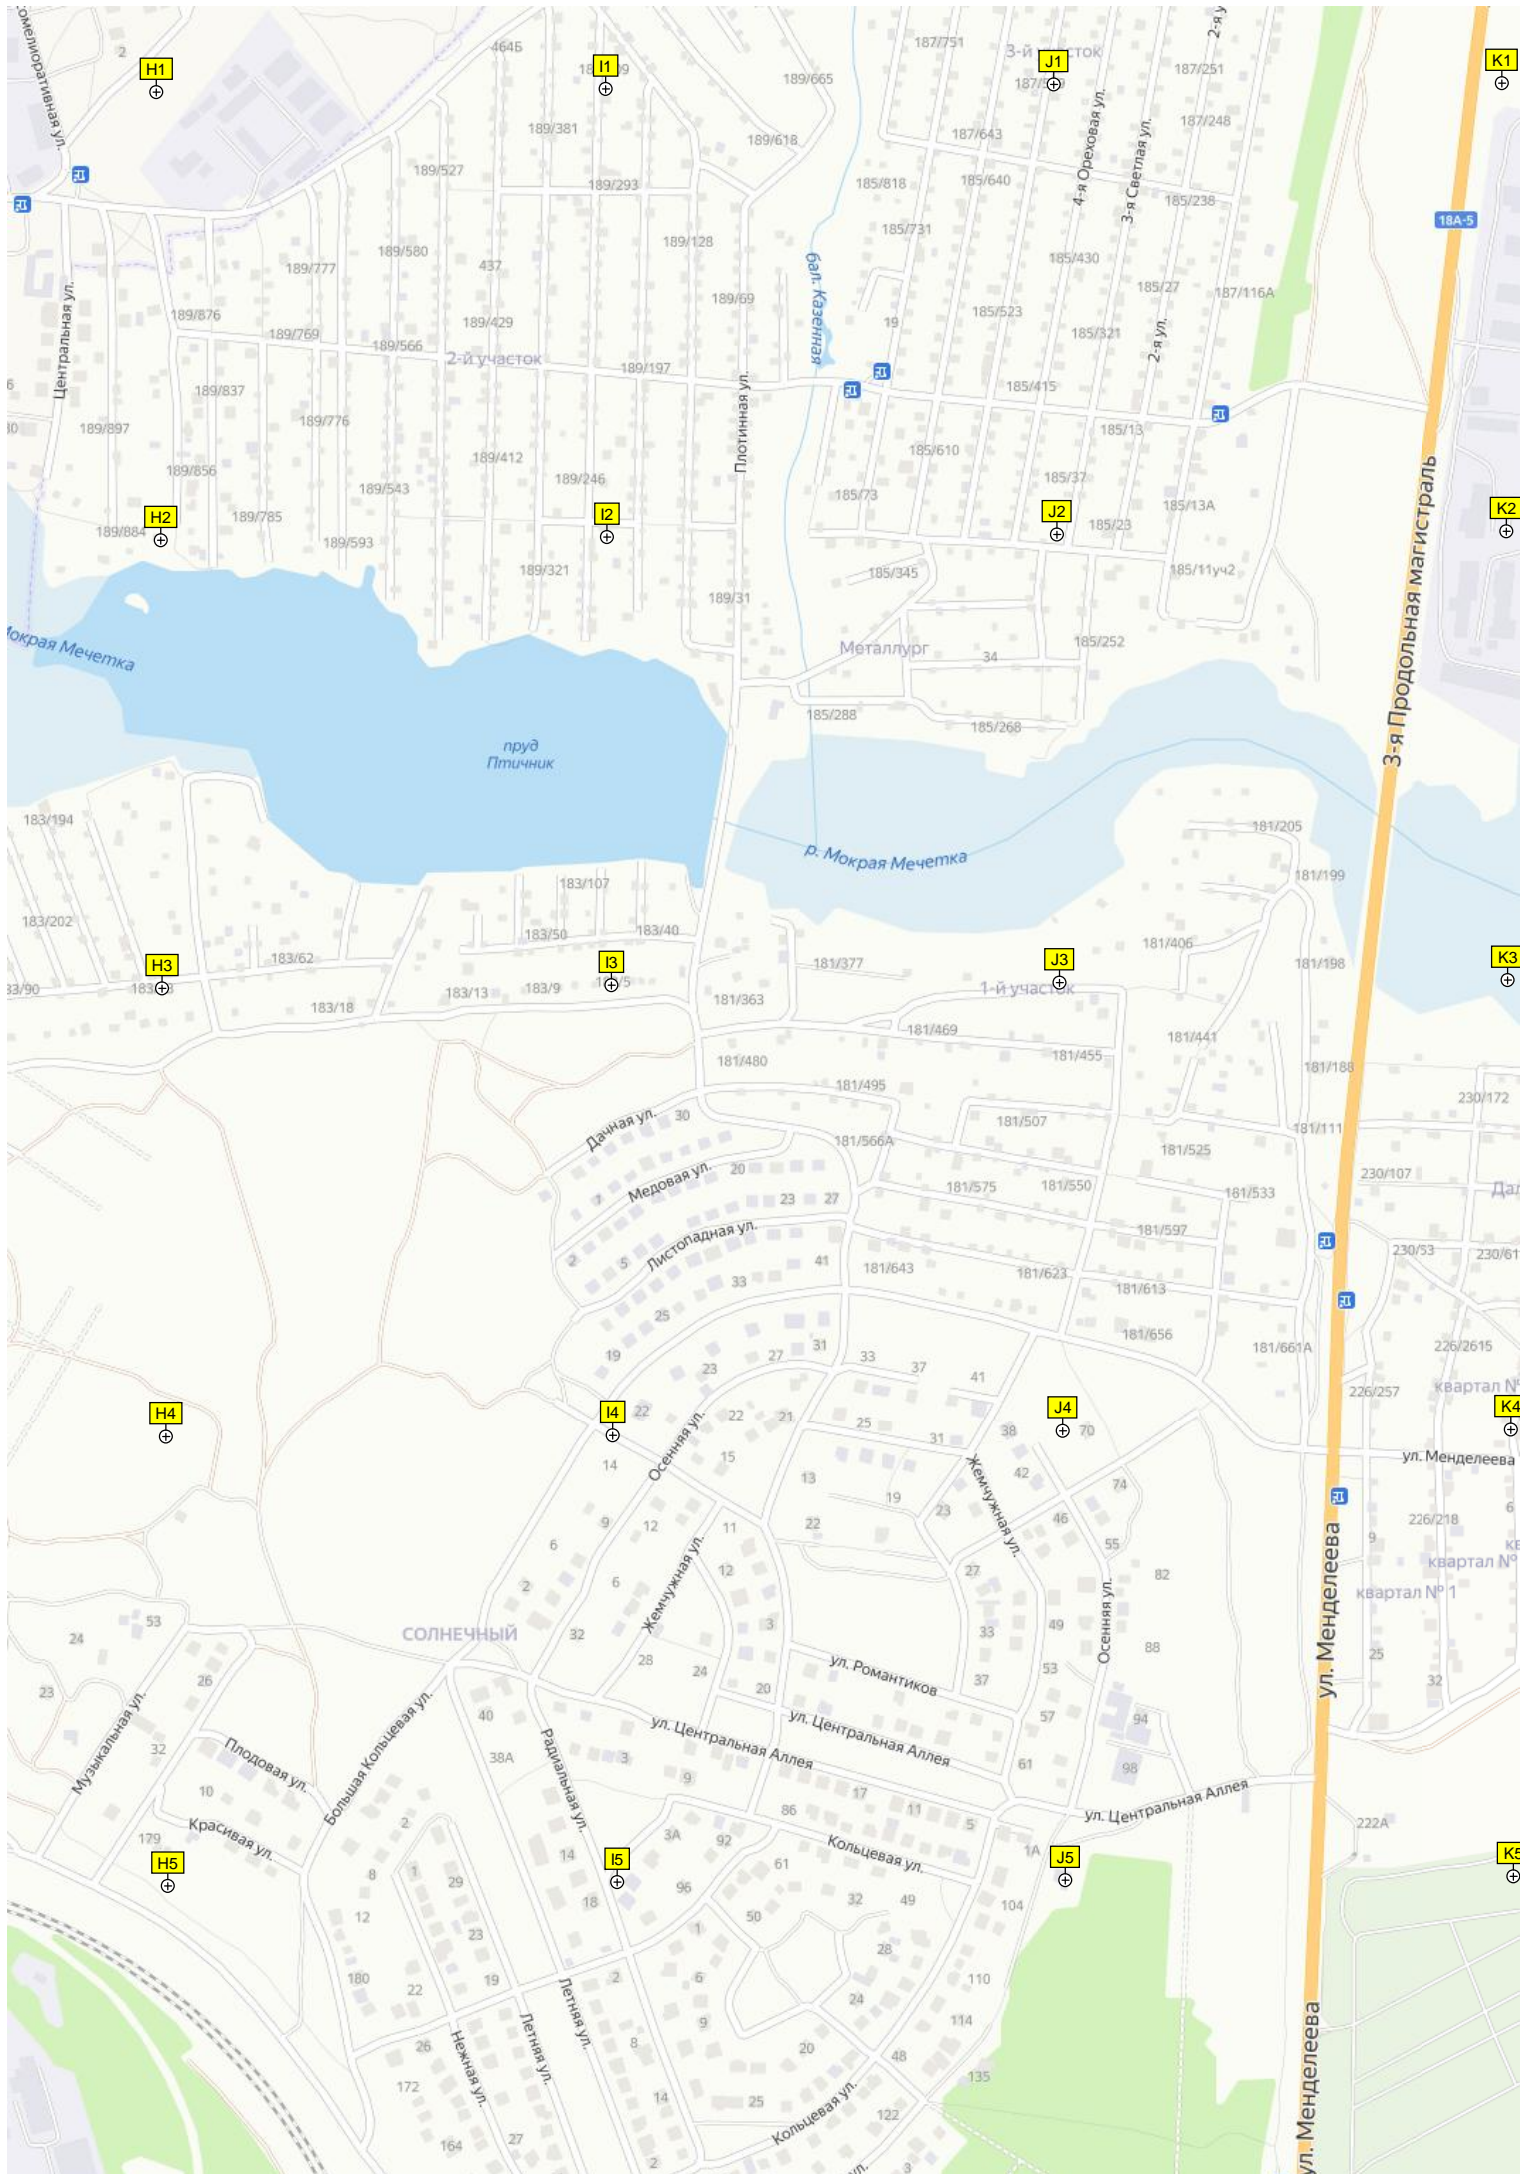 2
464Б
187/751
3-й участок
2-я у
H1
I1
J1
K1
189/665
187/251
189/381
189/618
187/643
187/248
4-я Ореховая ул.
3-я Светлая ул.
189/527
189/293
185/818
185/640
185/238
18А-5
189/128
185/731
189/580
437
189/777
185/430
бал. Казенная
Центральная ул.
189/69
185/27
187/116А
189/876
189/429
19
185/523
185/321
2-я ул.
189/769
189/566
2-й участок
189/197
189/837
185/415
Плотинная ул.
189/897
189/776
185/13
189/412
185/610
189/856
189/246
185/37
3-я Продольная магистраль
189/543
185/73
185/13А
H2
189/785
I2
J2
K2
189/884
185/23
189/593
189/321
185/345
185/11уч2
189/31
Мокрая Мечетка
Металлург
34
185/252
185/288
185/268
пруд
Птичник
183/194
181/205
р. Мокрая Мечетка
183/107
181/199
183/202
183/50
183/40
181/406
183/62
H3
I3
181/377
J3
181/198
K3
183/13
183/9
1-й участок
183/18
181/363
181/469
181/441
181/480
181/455
181/188
181/495
230/172
Дачная ул.
30
181/507
181/111
181/566А
181/525
Медовая ул.
20
230/107
1
181/575
181/550
181/533
23
27
181/597
Листопадная ул.
2
5
230/53
230/61
41
181/643
181/623
33
181/613
25
181/656
181/661А
226/2615
19
31
23
27
33
37
41
226/257
квартал №
H4
I4
22
J4
K4
22
21
25
31
38
70
Осенняя ул.
15
14
13
42
74
ул. Менделеева
Жемчужная ул.
19
23
9
12
11
22
46
55
226/218
6
9
6
12
27
82
квартал №
2
6
Жемчужная ул.
Осенняя ул.
ул. Менделеева
квартал № 1
53
24
СОЛНЕЧНЫЙ
32
3
33
49
88
28
ул. Романтиков
53
25
26
24
37
32
23
20
Музыкальная ул.
40
57
94
ул. Центральная Аллея
ул. Центральная Аллея
32
Плодовая ул.
38А
Радиальная ул.
3
61
98
Большая Кольцевая ул.
9
17
10
86
11
5
ул. Центральная Аллея
2
222А
Красивая ул.
3А
92
Кольцевая ул.
1А
179
H5
14
I5
61
J5
K5
8
1
29
96
32
49
104
18
12
50
23
1
28
180
19
2
6
110
22
24
9
114
Нежная ул.
Летняя ул.
Летняя ул.
26
8
20
48
172
14
135
25
122
Кольцевая ул.
ул. Менделеева
164
27
2
3